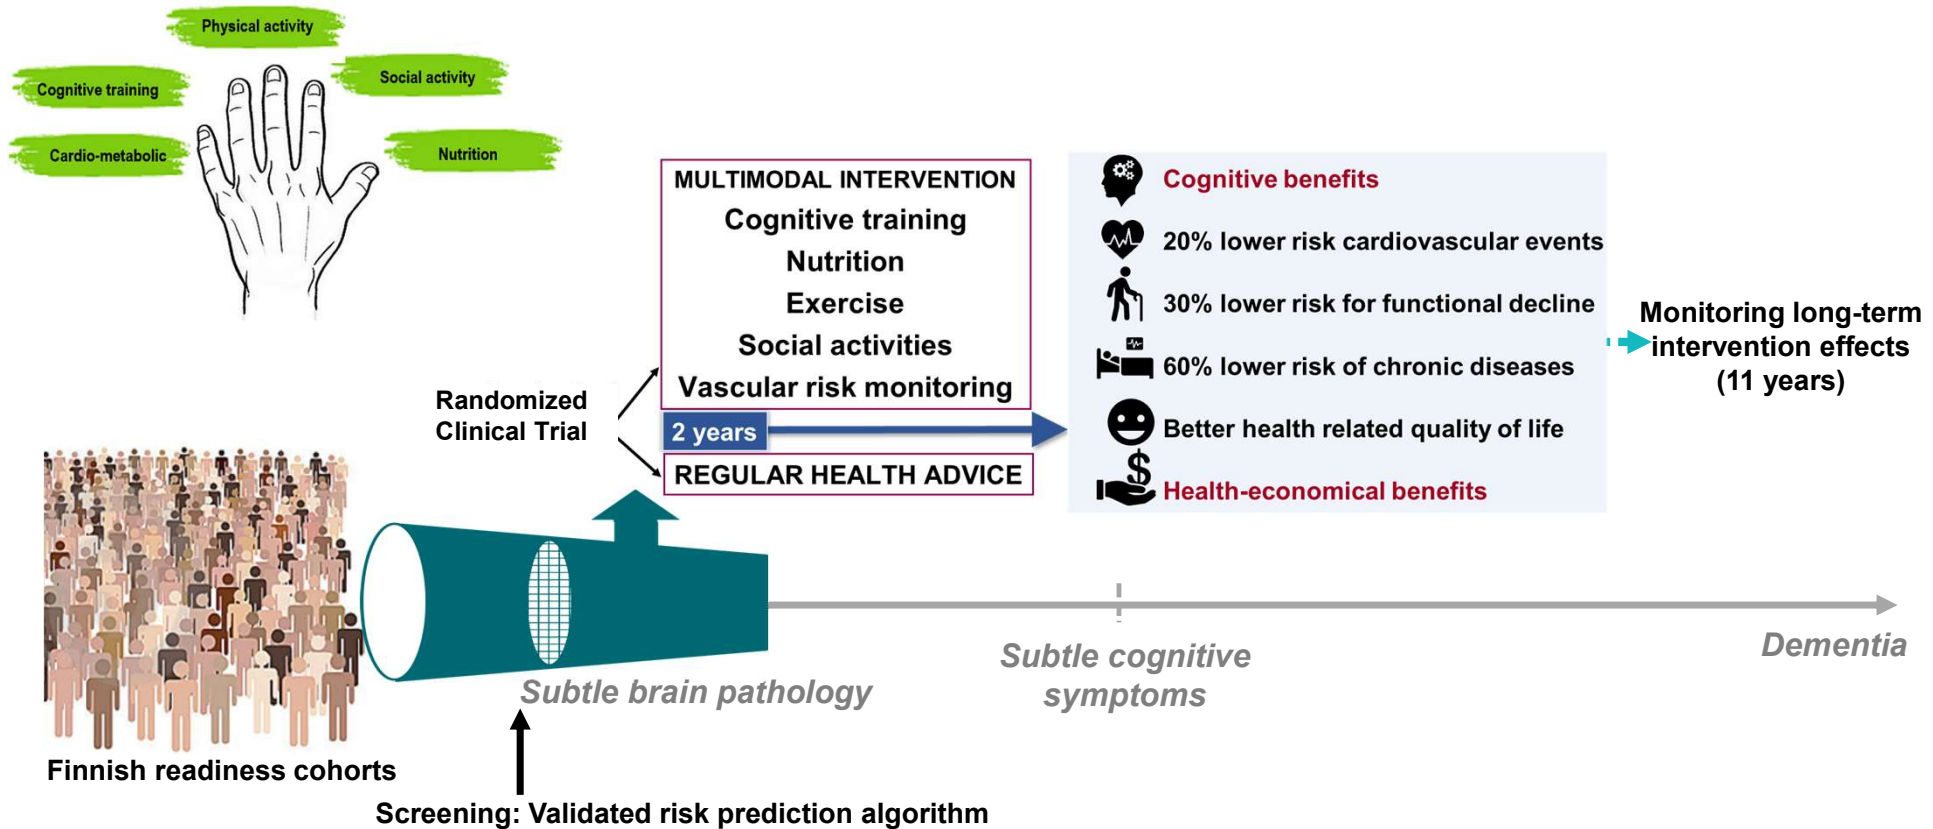 Physical activity
Social activity
Cognitive training
Cardio-metabolic
Nutrition
MULTIMODAL INTERVENTION
Cognitive training
Nutrition
Exercise
Social activities
Vascular risk monitoring
Randomized
Clinical Trial
2 years
REGULAR HEALTH ADVICE
Cognitive benefits
20% lower risk cardiovascular events
30% lower risk for functional decline
60% lower risk of chronic diseases
Better health related quality of life
$
Health-economical benefits
Monitoring long-term
intervention effects
(11 years)
Subtle brain pathology
Subtle cognitive
symptoms
Dementia
Finnish readiness cohorts
Screening: Validated risk prediction algorithm